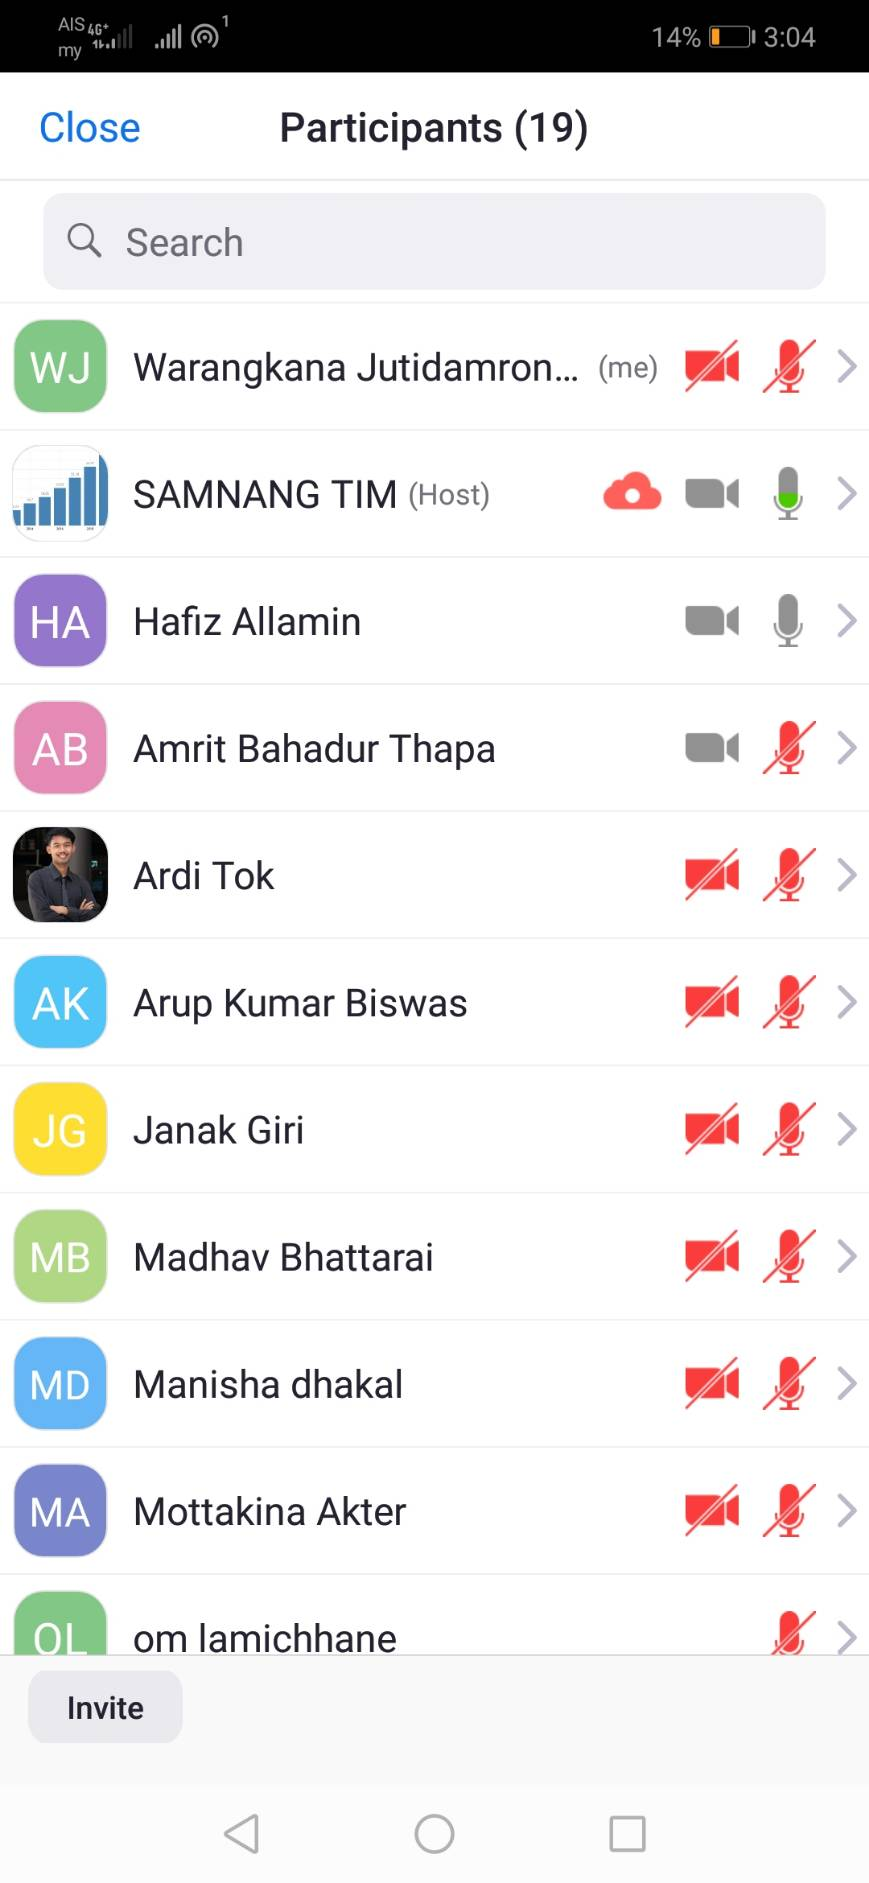 AIS 4G+ 1
my
14% 3:04
Close Participants (19)
Search
WJ Warangkana Jutidamron... (me)
SAMNANG TIM (Host)
HA Hafiz Allamin
AB Amrit Bahadur Thapa
Ardi Tok
AK Arup Kumar Biswas
JG Janak Giri
MB Madhav Bhattarai
MD Manisha dhakal
MA Mottakina Akter
OL om lamichhane
Invite